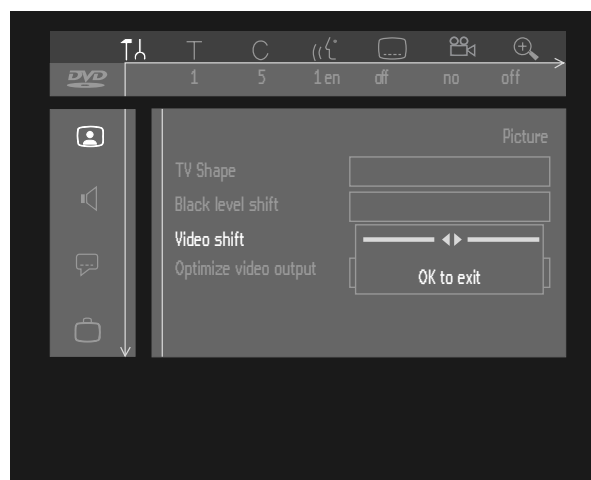 T C
DVD 1 5 1 en off no off
Picture
TV Shape
Black level shift
Video shift
Optimize video output
OK to exit